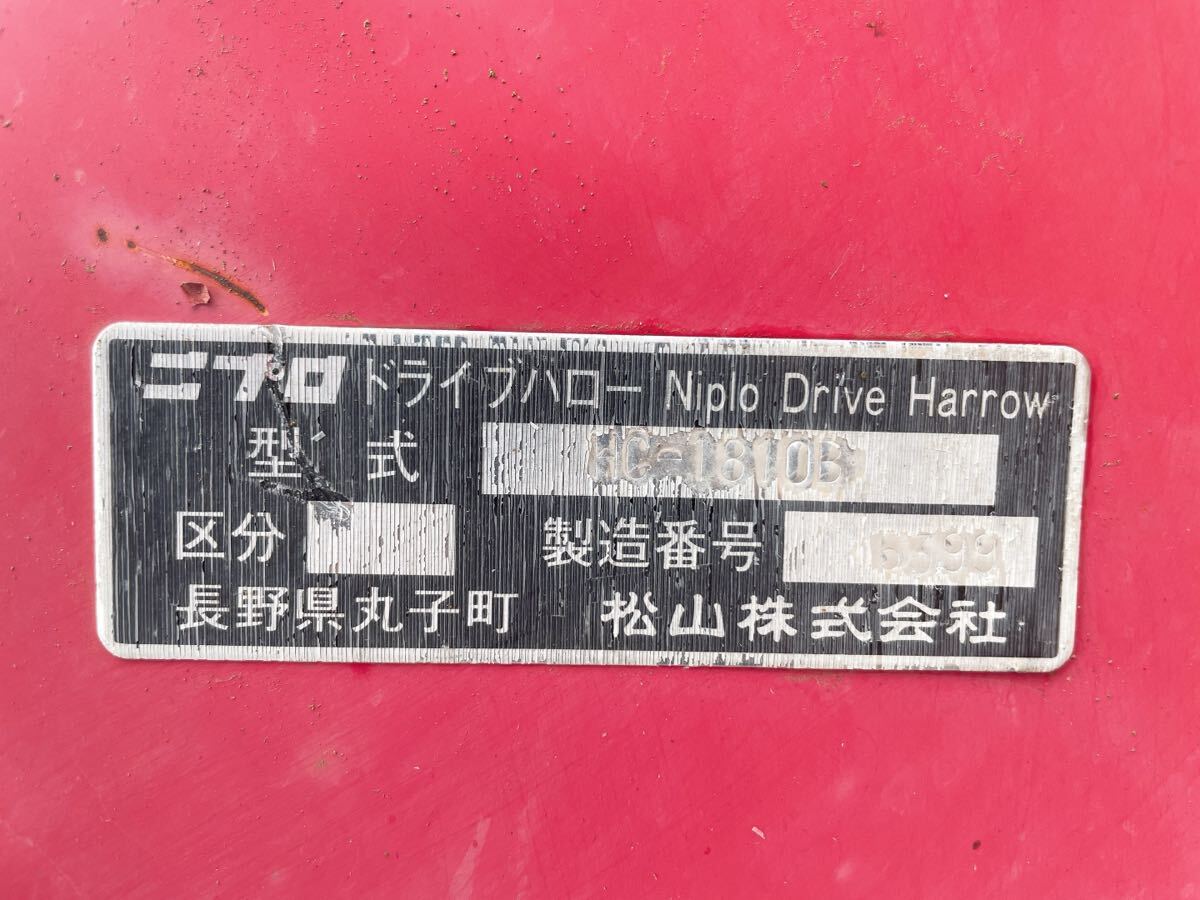 ニプロ ドライブハロー Niplo Drive Harrow
型式 HC-1810B
区分 製造番号 5399
長野県丸子町 松山株式会社